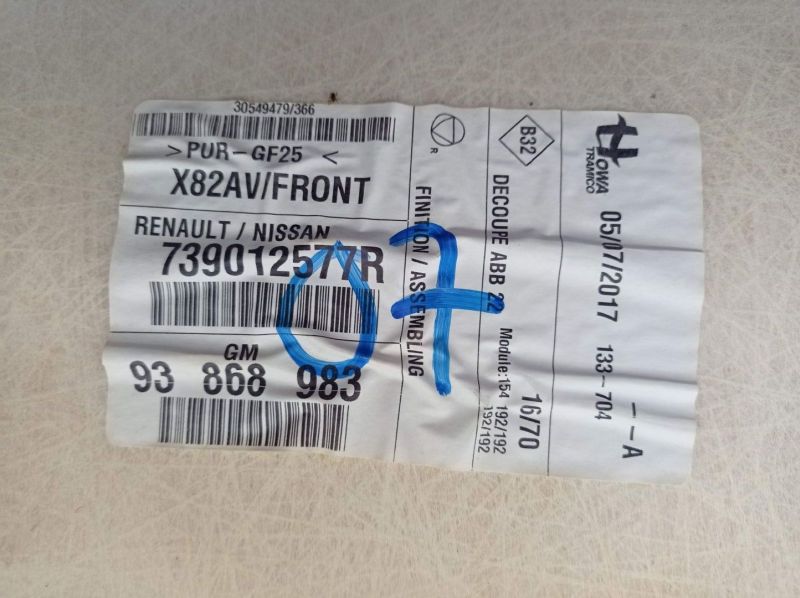 30549479/366
>PUR-GF25 <
X82AV/FRONT
RENAULT / NISSAN
739012577R
GM
93 868 983
R
FINITION / ASSEMBLING
07
B32
DECOUPE ABB 22
Module:154 192/192
192/192
16/70
HOWA
TRAMICO
05/07/2017 133-704 --A